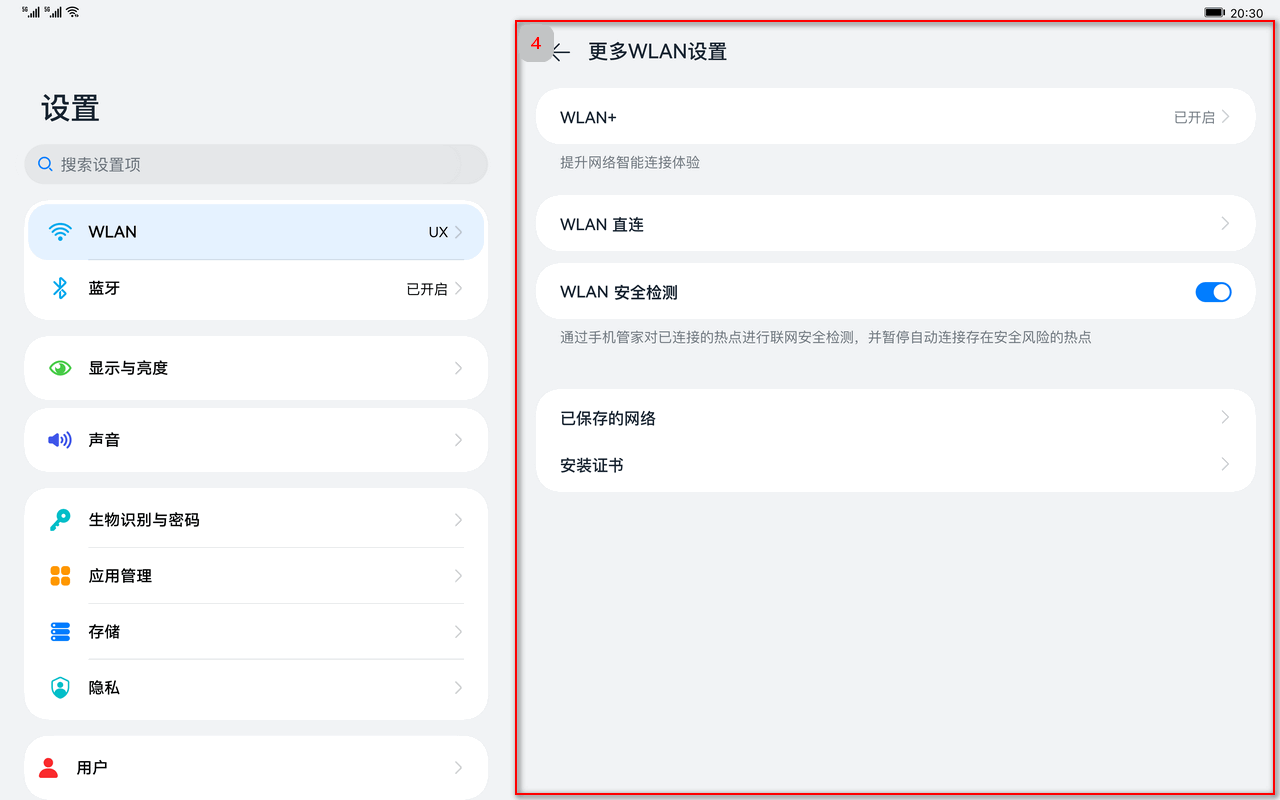 5G 5G 20:30
设置
搜索设置项
WLAN UX
蓝牙 已开启
显示与亮度
声音
生物识别与密码
应用管理
存储
隐私
用户
4
更多WLAN设置
WLAN+ 已开启
提升网络智能连接体验
WLAN 直连
WLAN 安全检测
通过手机管家对已连接的热点进行联网安全检测，并暂停自动连接存在安全风险的热点
已保存的网络
安装证书